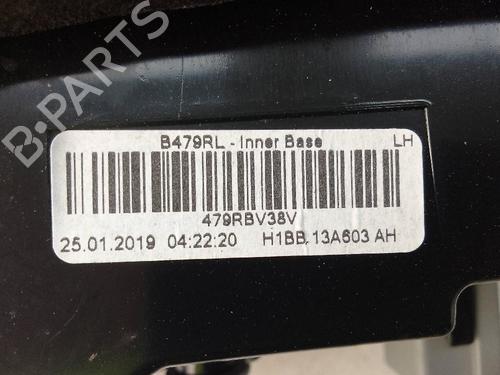 B479RL - Inner Base LH
479RBV38V
25.01.2019 04:22:20 H1BB 13A603 AH
B-PARTS